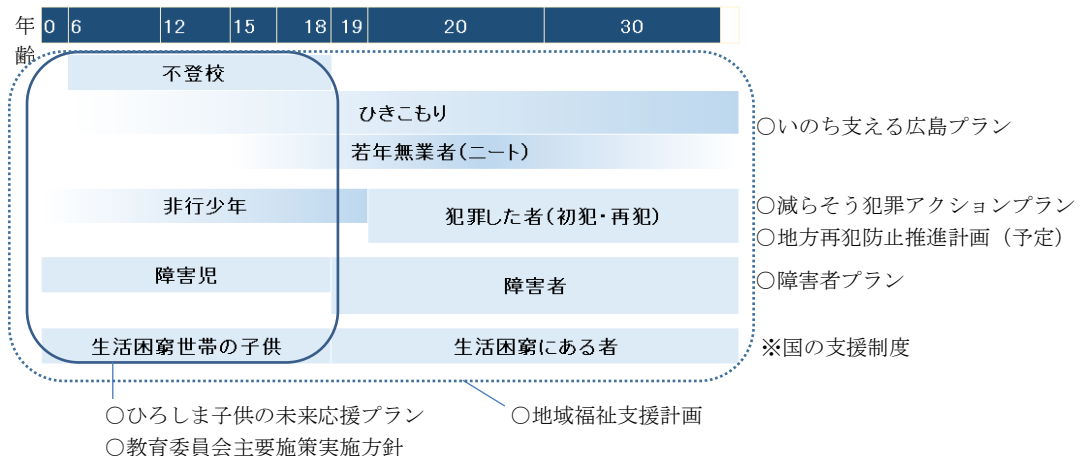 年齢
0 6 12 15 18 19 20 30
不登校
ひきこもり
○いのち支える広島プラン
若年無業者(ニート)
非行少年
犯罪した者(初犯・再犯)
○減らそう犯罪アクションプラン
○地方再犯防止推進計画（予定）
障害児
障害者
○障害者プラン
生活困窮世帯の子供
生活困窮にある者
※国の支援制度
○ひろしま子供の未来応援プラン
○教育委員会主要施策実施方針
○地域福祉支援計画